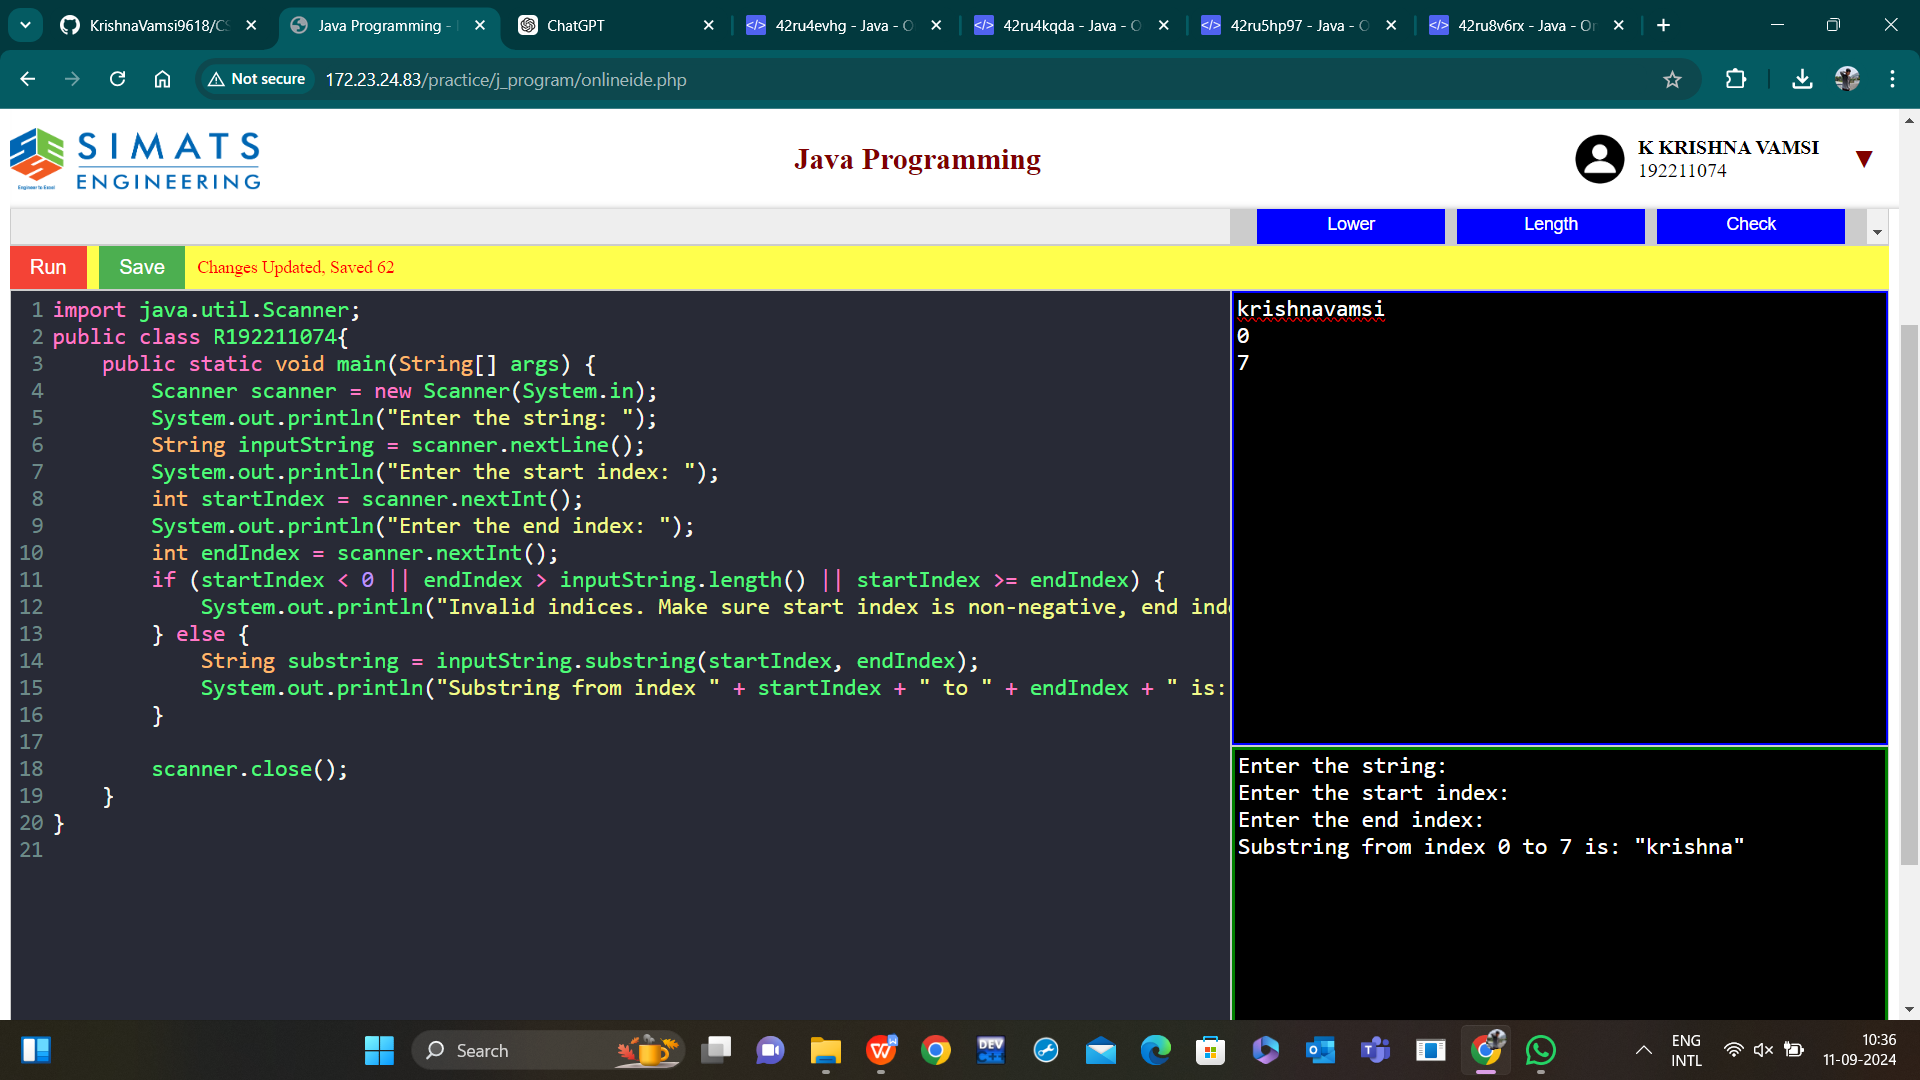 KrishnaVamsi9618/CS
Java Programming -
ChatGPT
42ru4evhg - Java - O
42ru4kqda - Java - O
42ru5hp97 - Java - O
42ru8v6rx - Java - Or
Not secure
172.23.24.83/practice/j_program/onlineide.php
SIMATS
ENGINEERING
Engineer to Excel
Java Programming
K KRISHNA VAMSI
192211074
Lower
Length
Check
Run
Save
Changes Updated, Saved 62
1 import java.util.Scanner;
2 public class R192211074{
3     public static void main(String[] args) {
4         Scanner scanner = new Scanner(System.in);
5         System.out.println("Enter the string: ");
6         String inputString = scanner.nextLine();
7         System.out.println("Enter the start index: ");
8         int startIndex = scanner.nextInt();
9         System.out.println("Enter the end index: ");
10         int endIndex = scanner.nextInt();
11         if (startIndex < 0 || endIndex > inputString.length() || startIndex >= endIndex) {
12             System.out.println("Invalid indices. Make sure start index is non-negative, end inde
13         } else {
14             String substring = inputString.substring(startIndex, endIndex);
15             System.out.println("Substring from index " + startIndex + " to " + endIndex + " is:
16         }
17
18         scanner.close();
19     }
20 }
21
krishnavamsi
0
7
Enter the string:
Enter the start index:
Enter the end index:
Substring from index 0 to 7 is: "krishna"
Search
DEV
ENG
INTL
10:36
11-09-2024